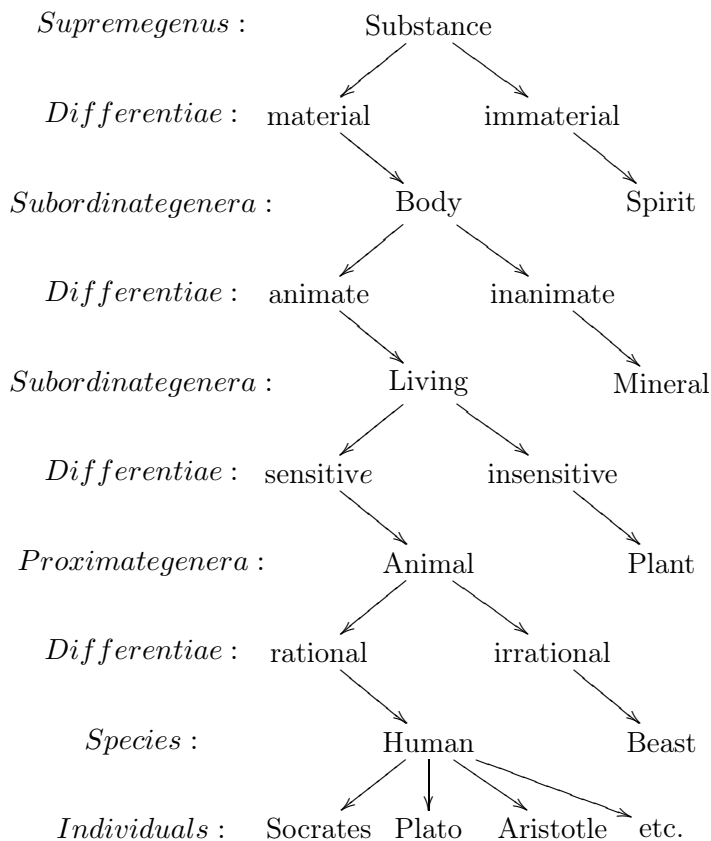 Supremegenus : Substance
Differentiae : material immaterial
Subordinategenera : Body Spirit
Differentiae : animate inanimate
Subordinategenera : Living Mineral
Differentiae : sensitive insensitive
Proximategenera : Animal Plant
Differentiae : rational irrational
Species : Human Beast
Individuals : Socrates Plato Aristotle etc.